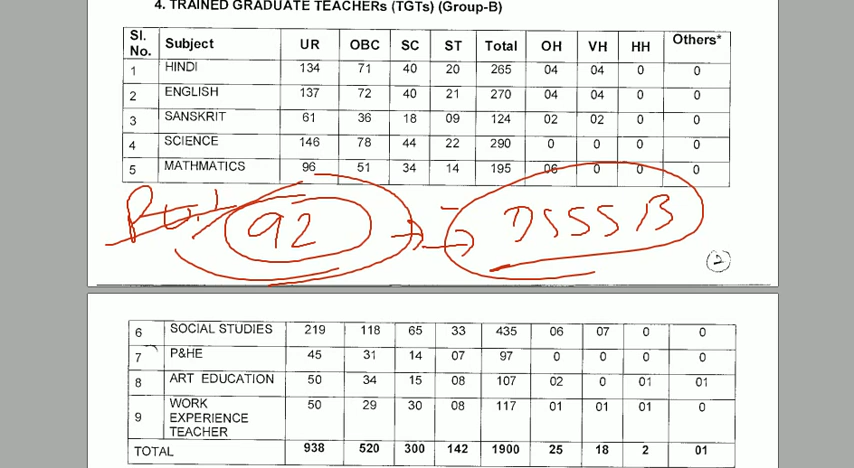 4. TRAINED GRADUATE TEACHERs (TGTs) (Group-B)
Sl. No. Subject UR OBC SC ST Total OH VH HH Others*
1 HINDI 134 71 40 20 265 04 04 0 0
2 ENGLISH 137 72 40 21 270 04 04 0 0
3 SANSKRIT 61 36 18 09 124 02 02 0 0
4 SCIENCE 146 78 44 22 290 0 0 0 0
5 MATHMATICS 96 51 34 14 195 06 0 0 0
92 DSSSB
2
6 SOCIAL STUDIES 219 118 65 33 435 06 07 0 0
7 P&HE 45 31 14 07 97 0 0 0 0
8 ART EDUCATION 50 34 15 08 107 02 0 01 01
9 WORK EXPERIENCE TEACHER 50 29 30 08 117 01 01 01 0
TOTAL 938 520 300 142 1900 25 18 2 01